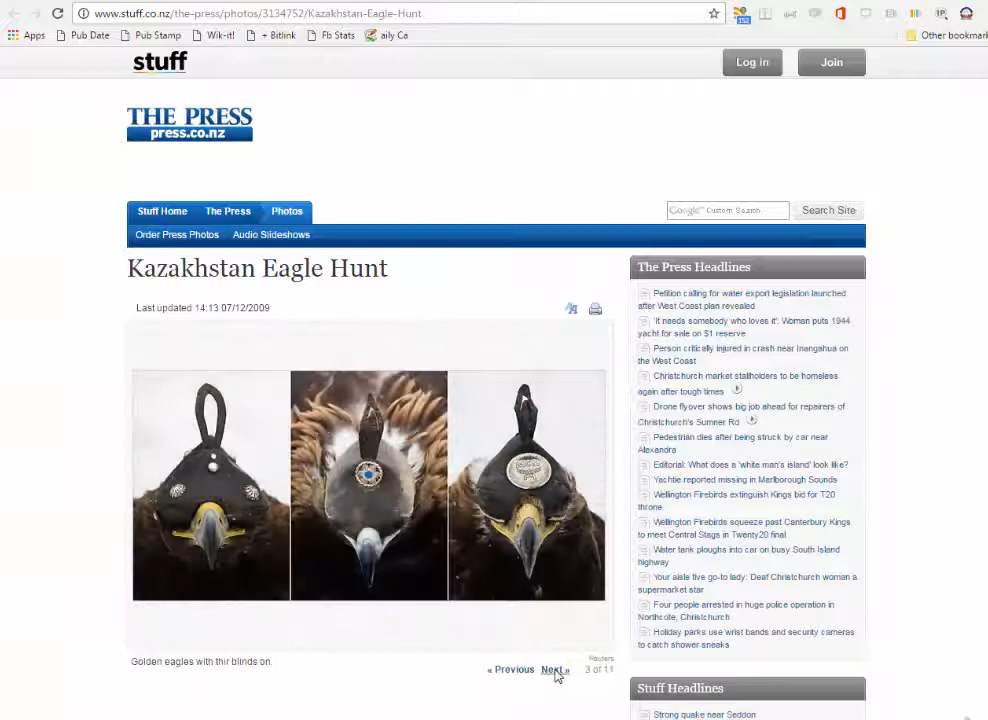 www.stuff.co.nz/the-press/photos/3134752/Kazakhstan-Eagle-Hunt
152
Apps
Pub Date
Pub Stamp
Wik-it!
+ Bitlink
Fb Stats
aily Ca
Other bookmark
stuff
Log in
Join
THE PRESS
press.co.nz
Stuff Home
The Press
Photos
Google™ Custom Search
Search Site
Order Press Photos
Audio Slideshows
Kazakhstan Eagle Hunt
Last updated 14:13 07/12/2009
Golden eagles with thir blinds on.
Reuters
« Previous
Next »
3 of 11
The Press Headlines
Petition calling for water export legislation launched
after West Coast plan revealed
'It needs somebody who loves it': Woman puts 1944
yacht for sale on $1 reserve
Person critically injured in crash near Inangahua on
the West Coast
Christchurch market stallholders to be homeless
again after tough times
Drone flyover shows big job ahead for repairers of
Christchurch's Sumner Rd
Pedestrian dies after being struck by car near
Alexandra
Editorial: What does a 'white man's island' look like?
Yachtie reported missing in Marlborough Sounds
Wellington Firebirds extinguish Kings bid for T20
throne
Wellington Firebirds squeeze past Canterbury Kings
to meet Central Stags in Twenty20 final
Water tank ploughs into car on busy South Island
highway
Your aisle five go-to lady: Deaf Christchurch woman a
supermarket star
Four people arrested in huge police operation in
Northcote, Christchurch
Holiday parks use wrist bands and security cameras
to catch shower sneaks
Stuff Headlines
Strong quake near Seddon